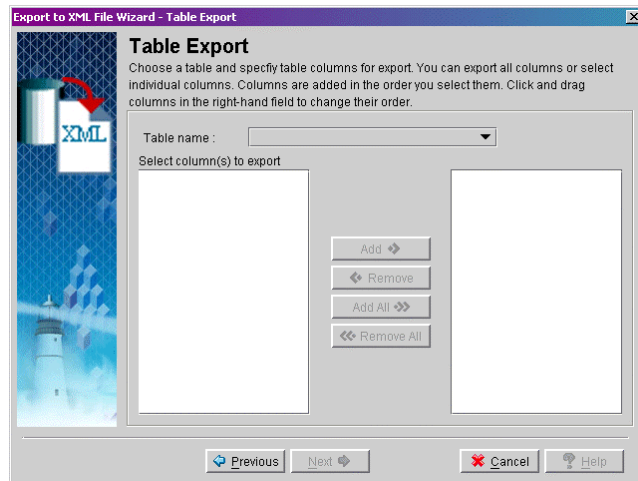 Export to XML File Wizard - Table Export
Table Export
Choose a table and specfiy table columns for export. You can export all columns or select
individual columns. Columns are added in the order you select them. Click and drag
columns in the right-hand field to change their order.
XML
Table name :
Select column(s) to export
Add
Remove
Add All
Remove All
Previous
Next
Cancel
Help